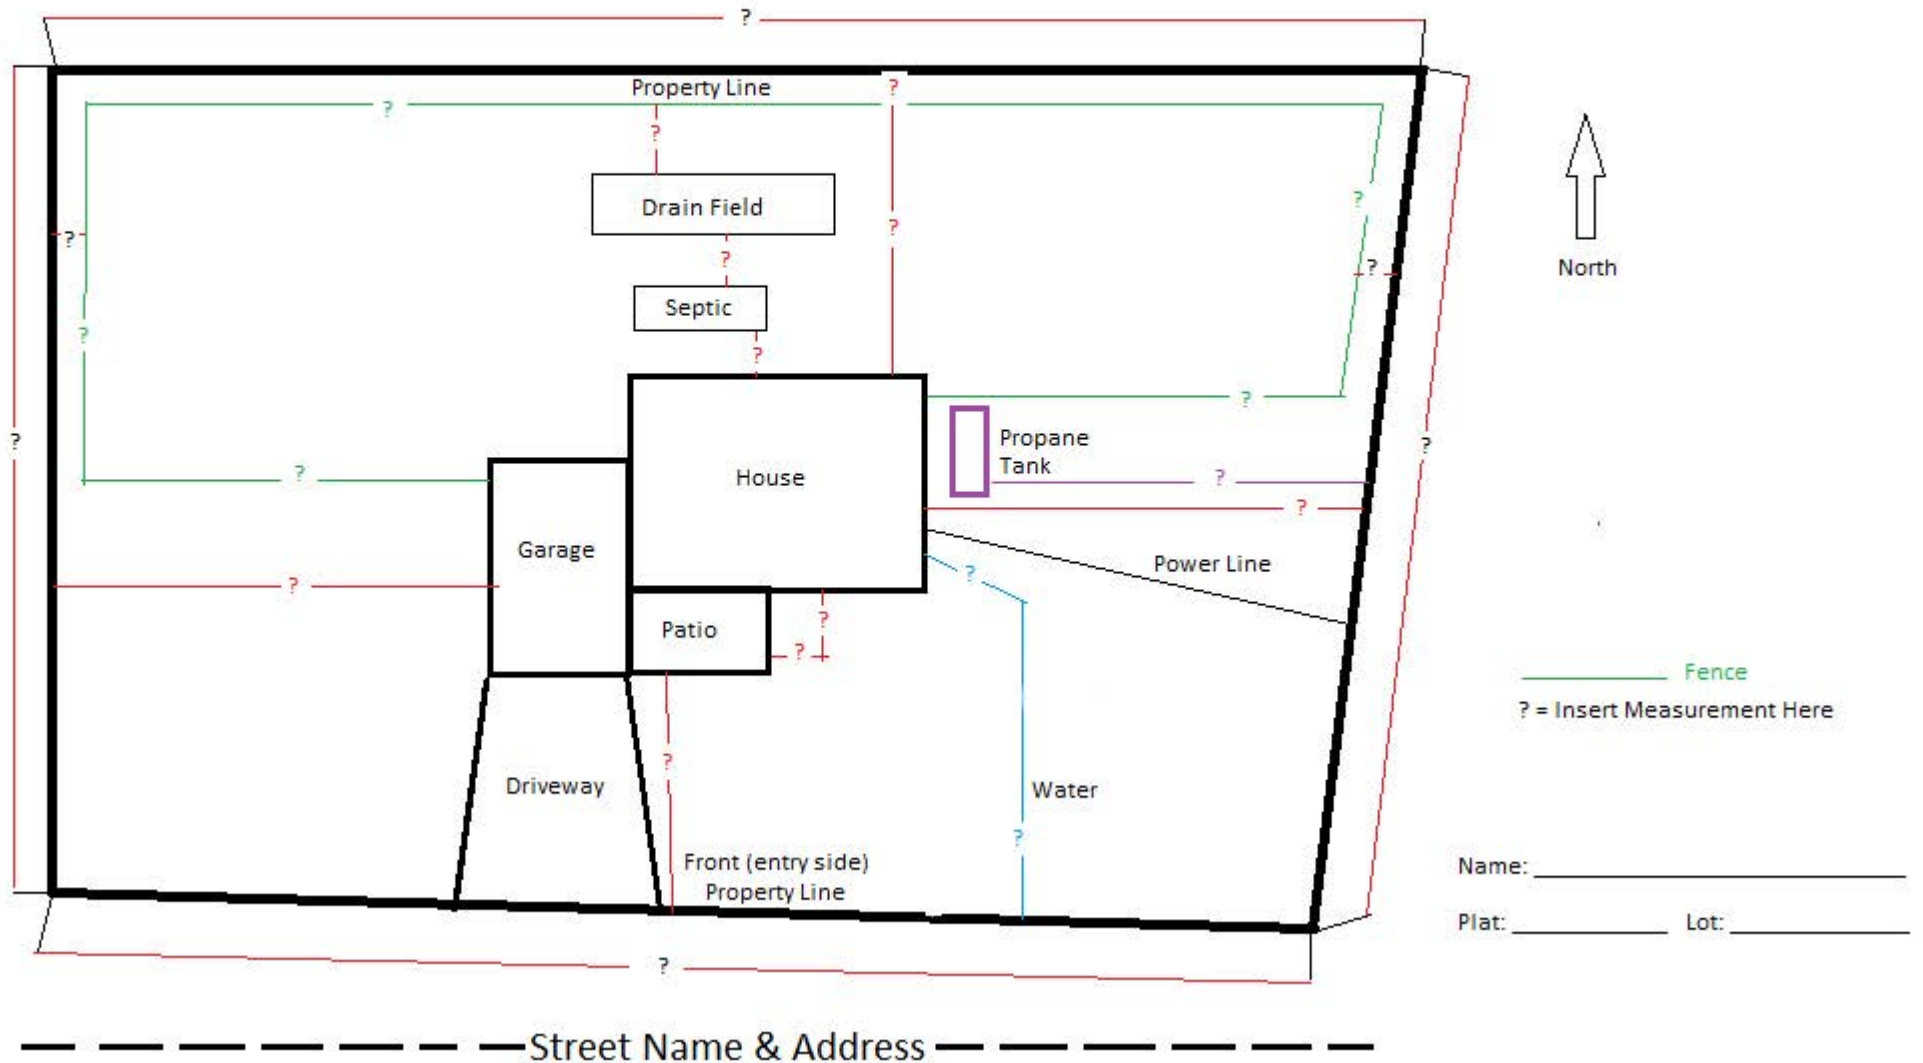 ?
Property Line
?
?
?
Drain Field
?
?
?
?
North
?
?
Septic
?
?
?
?
Propane
Tank
?
House
?
?
?
Garage
Power Line
?
?
?
Patio
?
Fence
? = Insert Measurement Here
?
Driveway
Water
?
Front (entry side)
Property Line
Name:
Plat: Lot:
?
Street Name & Address